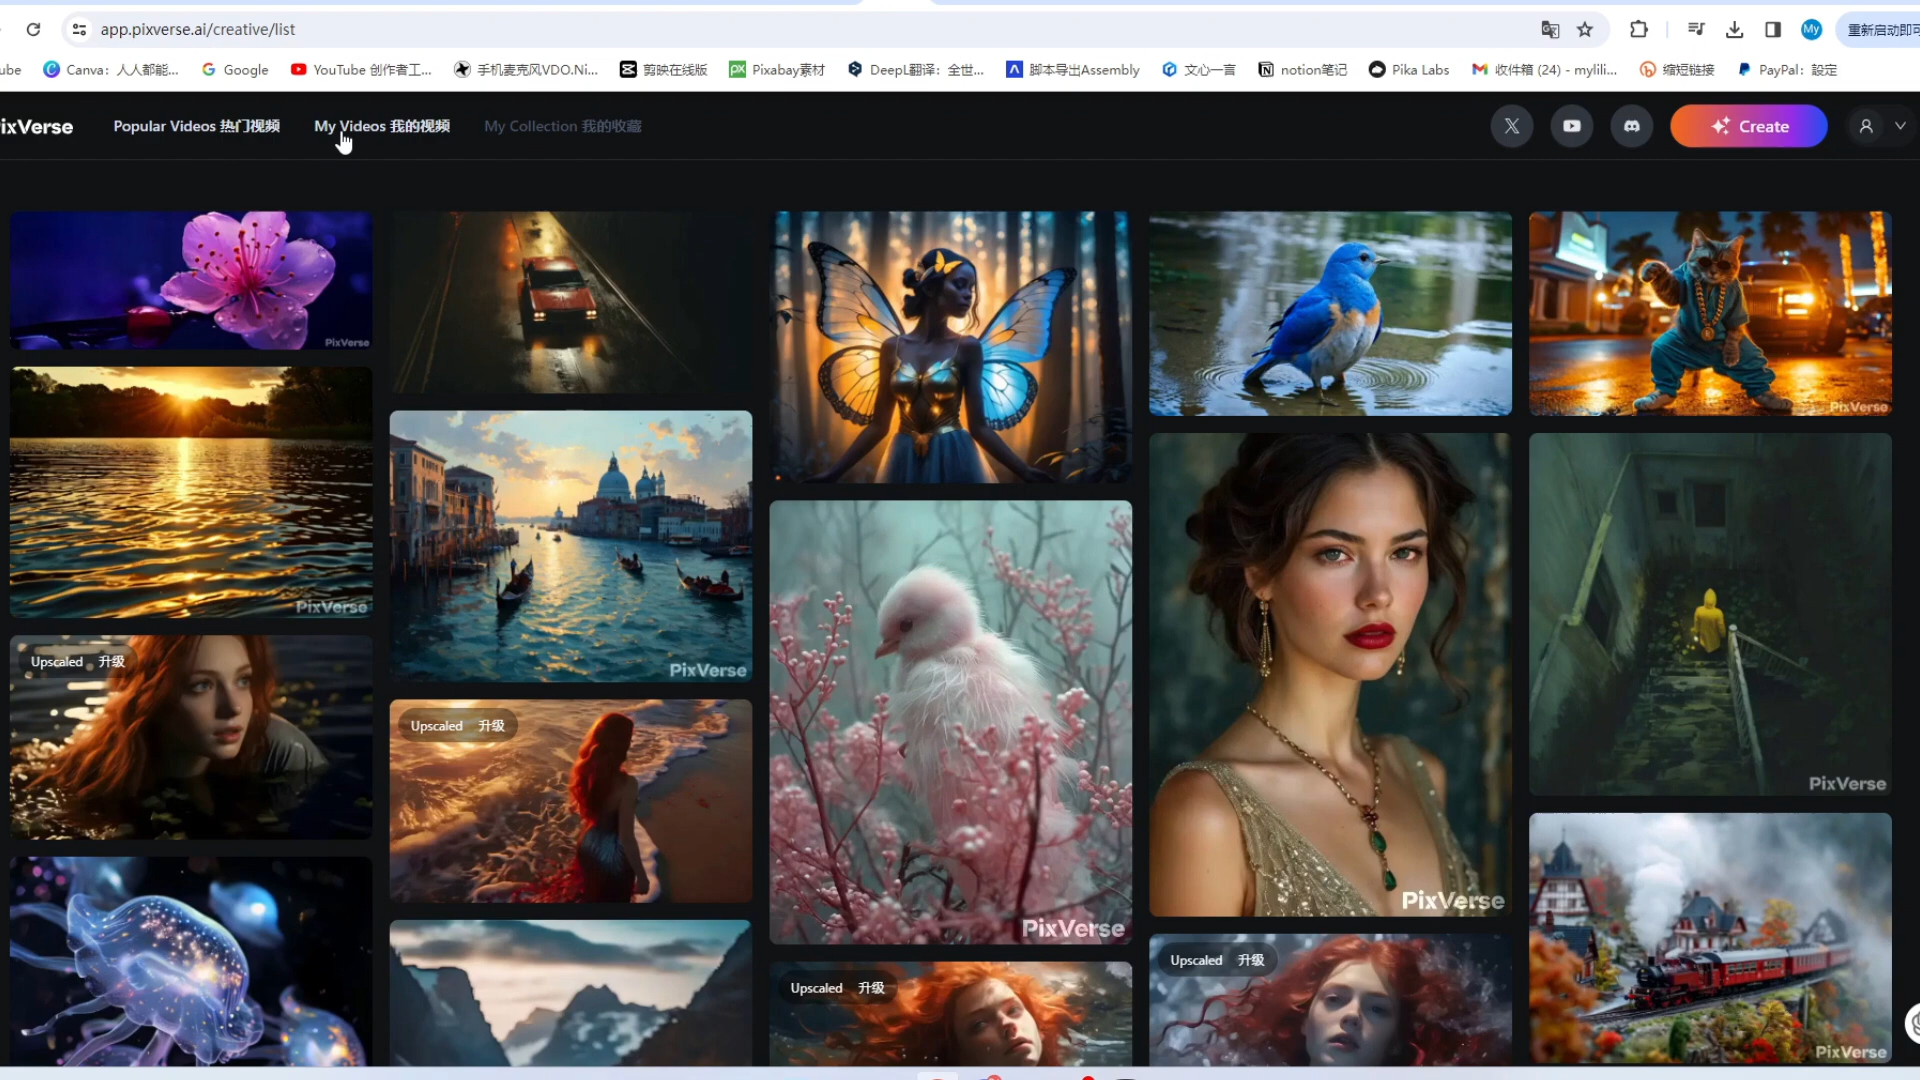 app.pixverse.ai/creative/list
My
重新启动即可
ube
Canva：人人都能...
Google
YouTube 创作者工...
手机麦克风VDO.Ni...
剪映在线版
Pixabay素材
DeepL翻译：全世...
脚本导出Assembly
文心一言
notion笔记
Pika Labs
收件箱 (24) - mylili...
缩短链接
PayPal：設定
ixVerse
Popular Videos 热门视频
My Videos 我的视频
My Collection 我的收藏
Create
PixVerse
PixVerse
PixVerse
Upscaled 升级
PixVerse
Upscaled 升级
PixVerse
PixVerse
PixVerse
Upscaled 升级
Upscaled 升级
PixVerse